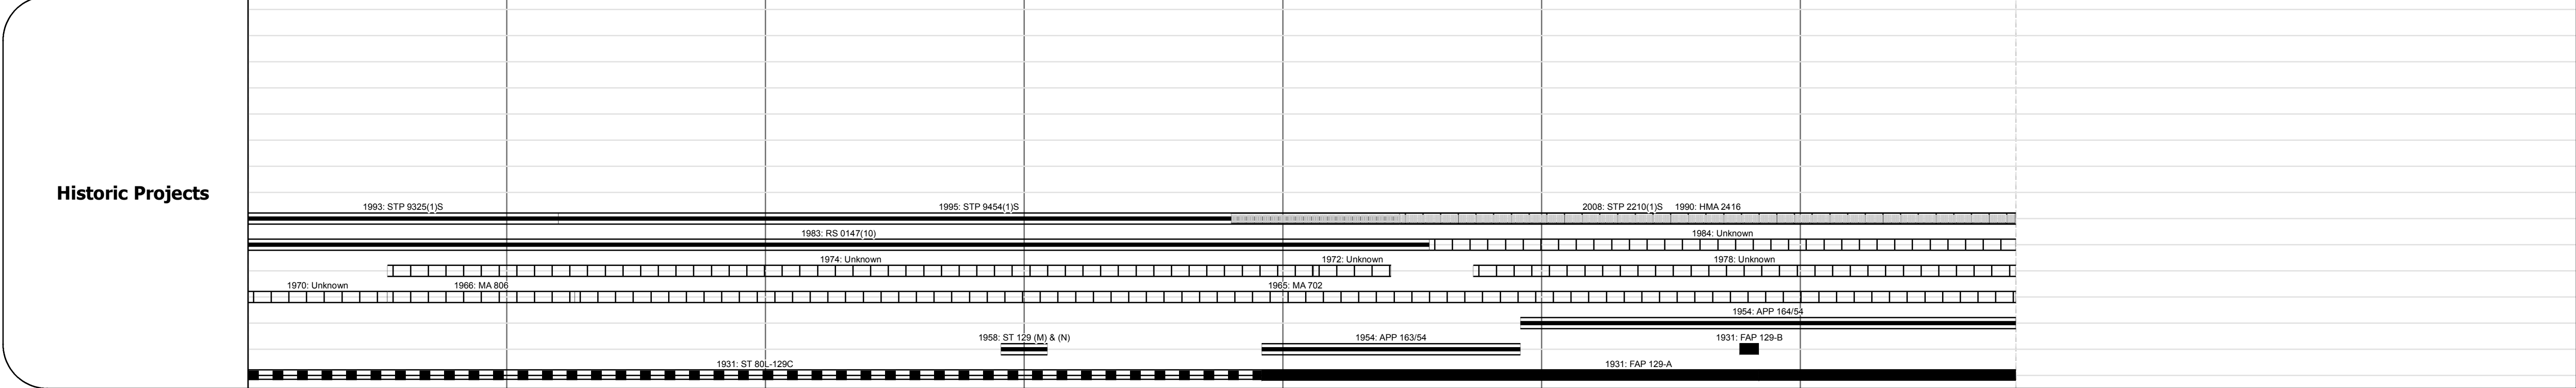 Historic Projects
1993: STP 9325(1)S
1995: STP 9454(1)S
2008: STP 2210(1)S
1990: HMA 2416
1983: RS 0147(10)
1984: Unknown
1974: Unknown
1972: Unknown
1978: Unknown
1970: Unknown
1966: MA 806
1965: MA 702
1954: APP 164/54
1958: ST 129 (M) & (N)
1954: APP 163/54
1931: FAP 129-B
1931: ST 80L-129C
1931: FAP 129-A